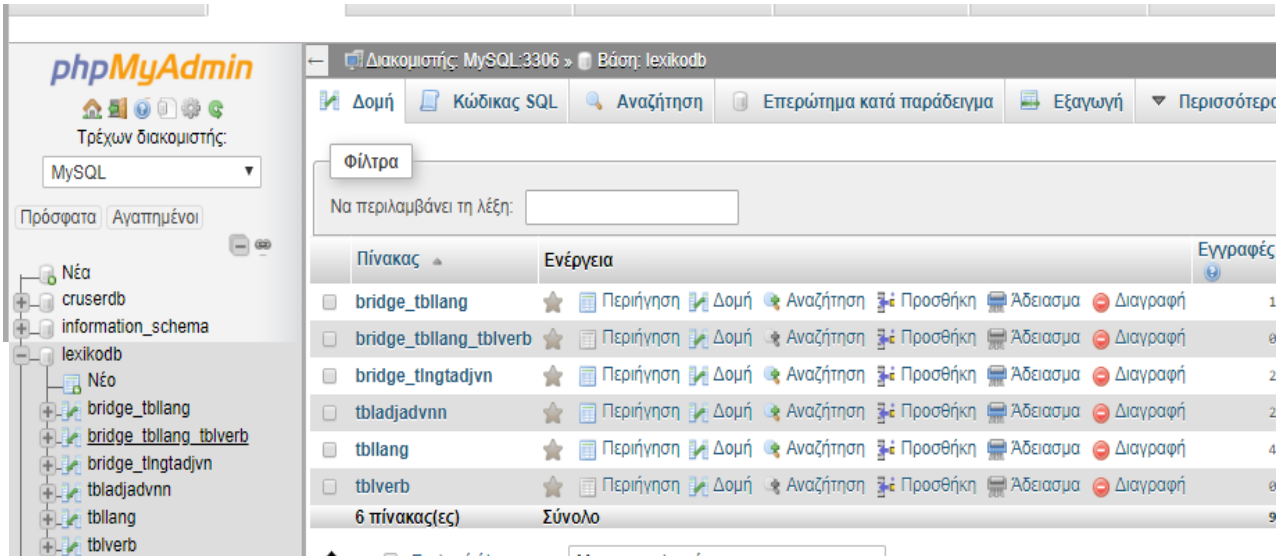 phpMyAdmin
Τρέχων διακομιστής:
MySQL
Πρόσφατα Αγαπημένοι
Νέα
cruserdb
information_schema
lexikodb
Νέο
bridge_tbllang
bridge_tbllang_tblverb
bridge_tlngtadjvn
tbladjadvnn
tbllang
tblverb
Διακομιστής: MySQL:3306 » Βάση: lexikodb
Δομή Κώδικας SQL Αναζήτηση Επερώτημα κατά παράδειγμα Εξαγωγή Περισσότερα
Φίλτρα
Να περιλαμβάνει τη λέξη:
Πίνακας Ενέργεια Εγγραφές
bridge_tbllang Περιήγηση Δομή Αναζήτηση Προσθήκη Άδειασμα Διαγραφή 1
bridge_tbllang_tblverb Περιήγηση Δομή Αναζήτηση Προσθήκη Άδειασμα Διαγραφή 0
bridge_tlngtadjvn Περιήγηση Δομή Αναζήτηση Προσθήκη Άδειασμα Διαγραφή 2
tbladjadvnn Περιήγηση Δομή Αναζήτηση Προσθήκη Άδειασμα Διαγραφή 2
tbllang Περιήγηση Δομή Αναζήτηση Προσθήκη Άδειασμα Διαγραφή 4
tblverb Περιήγηση Δομή Αναζήτηση Προσθήκη Άδειασμα Διαγραφή 0
6 πίνακας(ες) Σύνολο 9